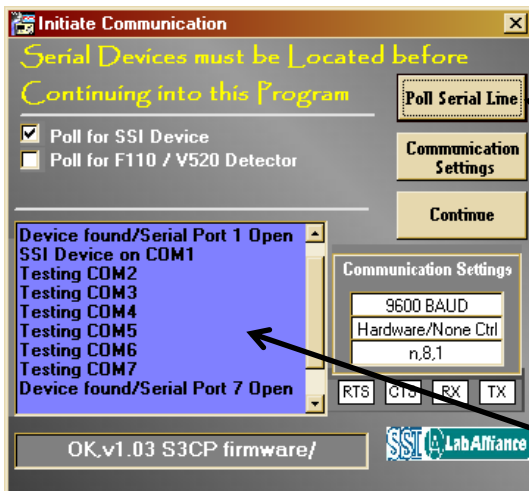 Initiate Communication
Serial Devices must be Located before
Continuing into this Program
Poll Serial Line
Poll for SSI Device
Poll for F110 / V520 Detector
Communication
Settings
Continue
Device found/Serial Port 1 Open
SSI Device on COM1
Testing COM2
Testing COM3
Testing COM4
Testing COM5
Testing COM6
Testing COM7
Device found/Serial Port 7 Open
Communication Settings
9600 BAUD
Hardware/None Ctrl
n,8,1
RTS CTS RX TX
OK,v1.03 S3CP firmware/
SSI LabAlliance